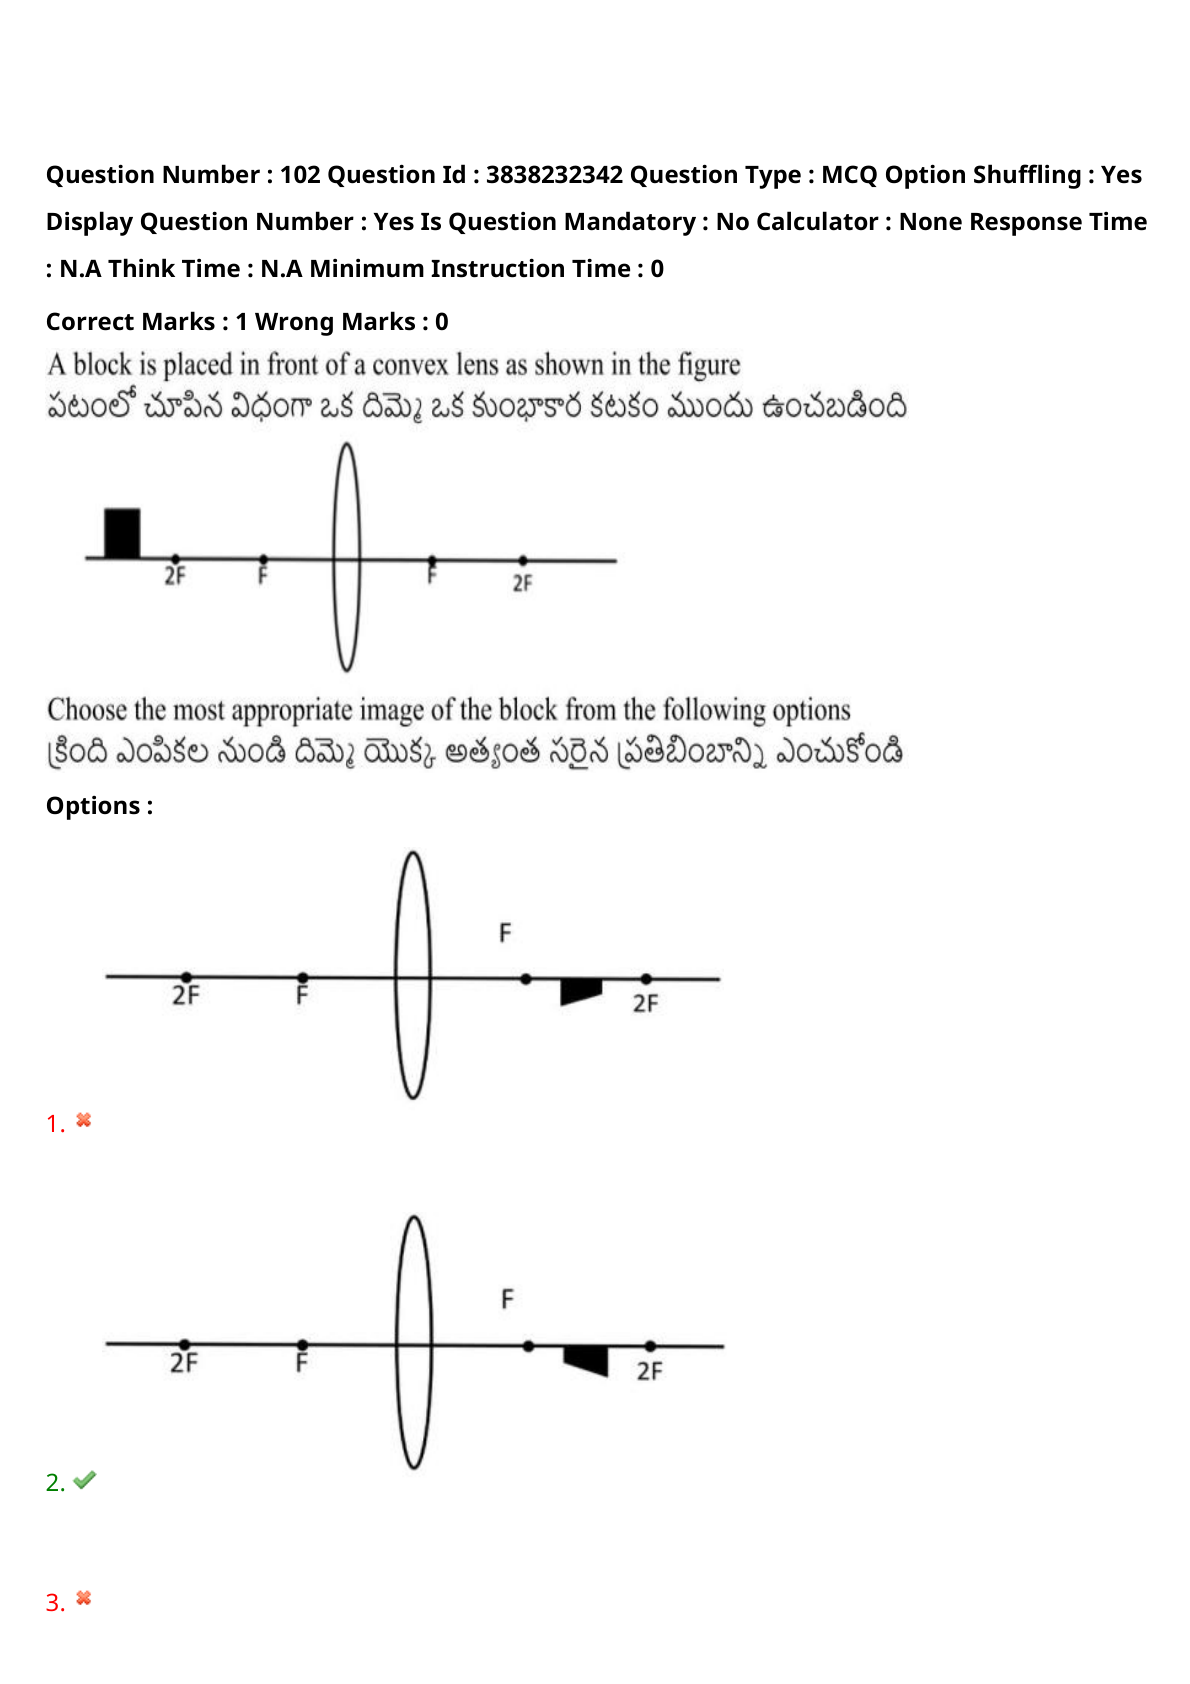 Question Number : 102 Question Id : 3838232342 Question Type : MCQ Option Shuffling : Yes
Display Question Number : Yes Is Question Mandatory : No Calculator : None Response Time
: N.A Think Time : N.A Minimum Instruction Time : 0
Correct Marks : 1 Wrong Marks : 0
A block is placed in front of a convex lens as shown in the figure
పటంలో చూపిన విధంగా ఒక దిమ్మె ఒక కుంభాకార కటకం ముందు ఉంచబడింది
2F F F 2F
Choose the most appropriate image of the block from the following options
క్రింది ఎంపికల నుండి దిమ్మె యొక్క అత్యంత సరైన ప్రతిబింబాన్ని ఎంచుకోండి
Options :
F
2F F 2F
1.
F
2F F 2F
2.
3.